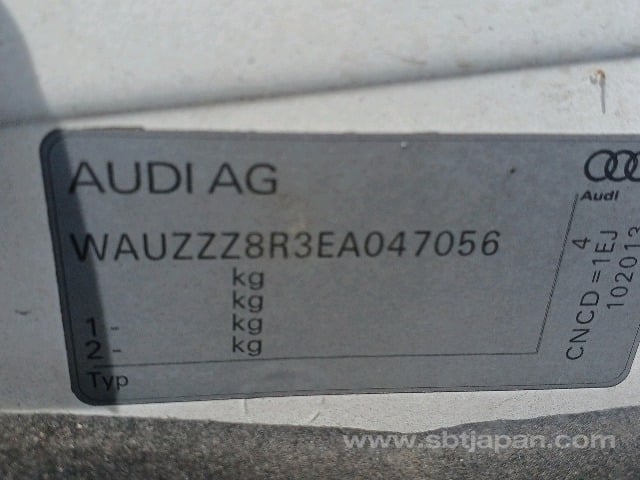 AUDI AG
WAUZZZ8R3EA047056
kg
kg
1 - kg
2 - kg
Typ
Audi
4
CNCD = 1EJ
102013
www.sbtjapan.com